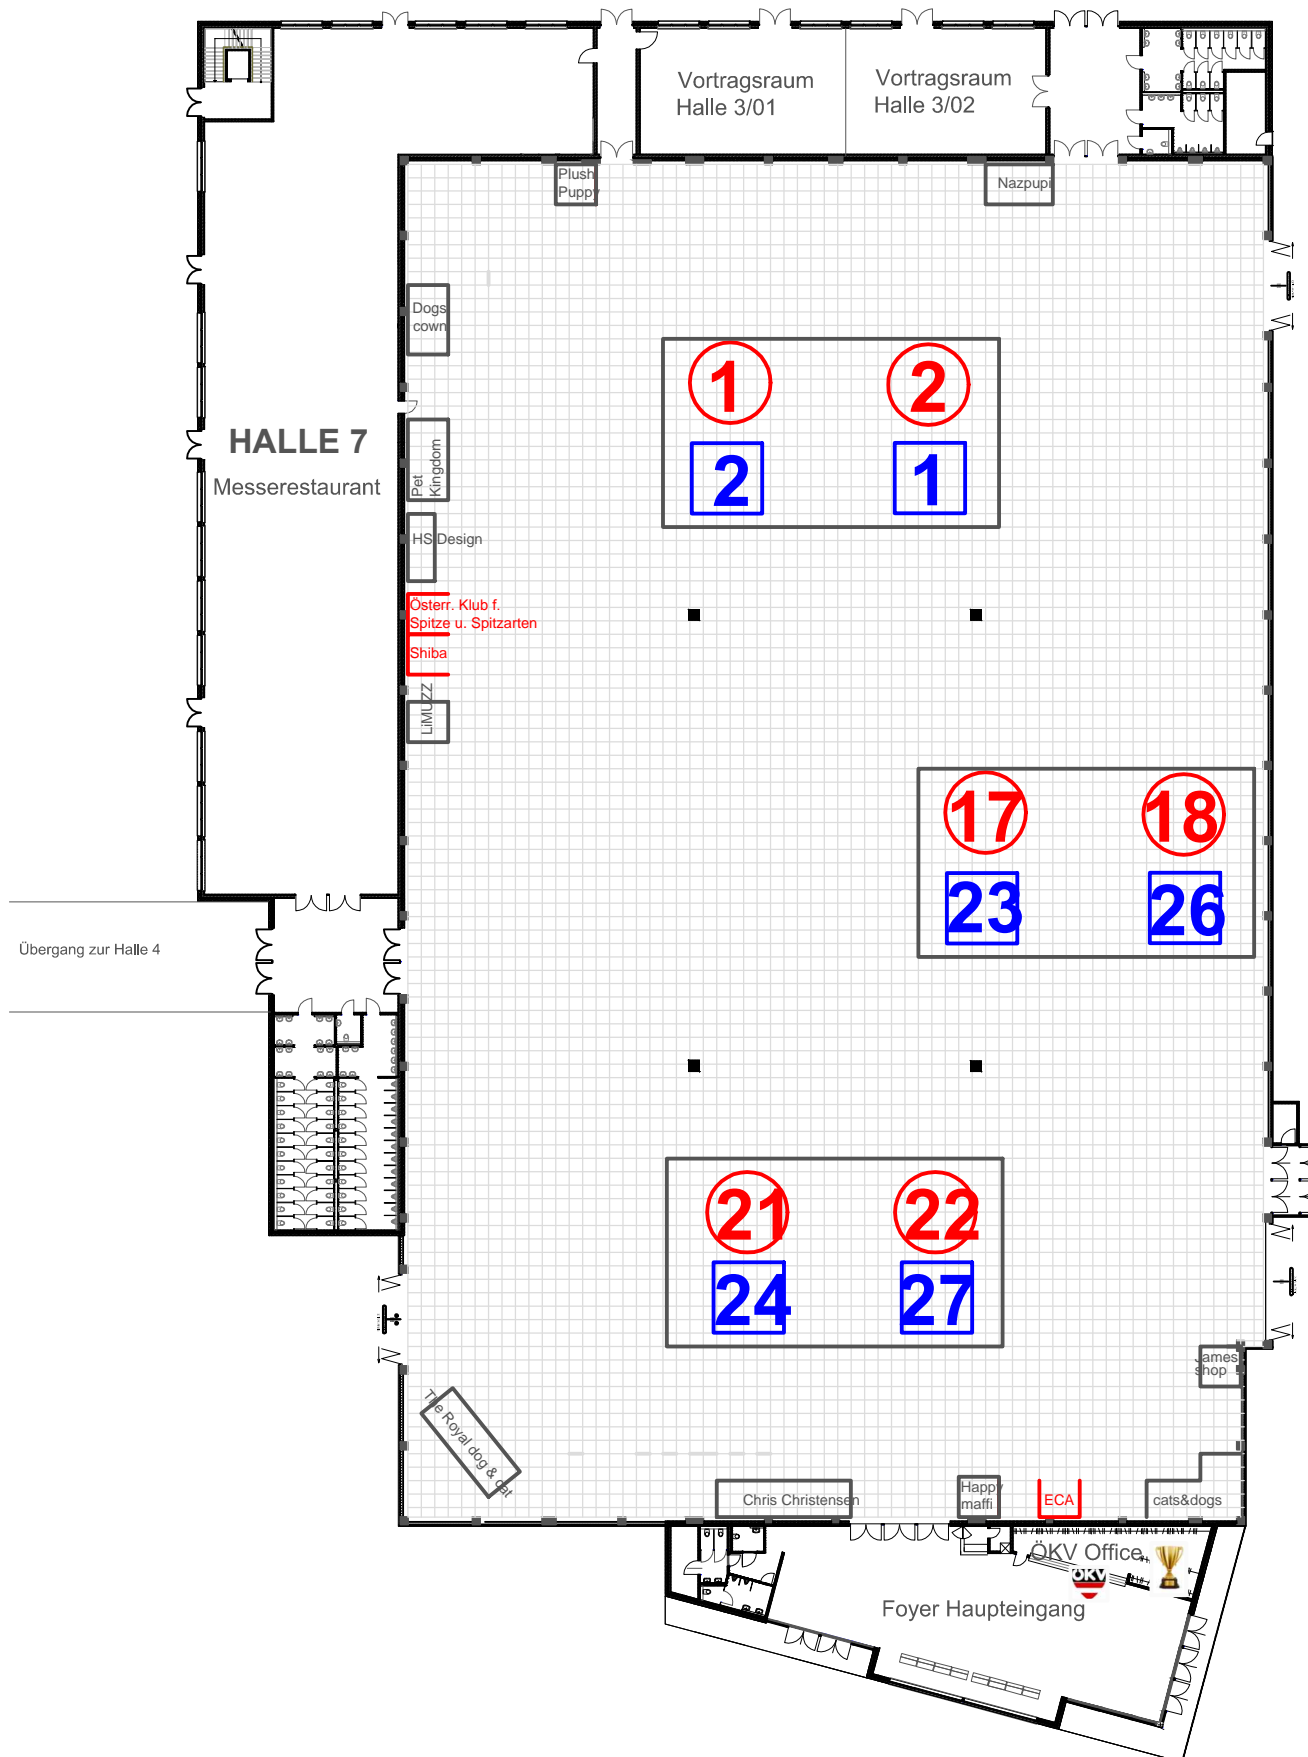 Vortragsraum
Halle 3/01
Vortragsraum
Halle 3/02
Plush
Puppy
Nazpupi
Dogs
cown
1
2
HALLE 7
Messerestaurant
Pet
Kingdom
2
1
HS Design
Österr. Klub f.
Spitze u. Spitzarten
Shiba
LiMUZZ
17
18
23
26
Übergang zur Halle 4
21
22
24
27
James
shop
The Royal dog & cat
Chris Christensen
Happy
maffi
ECA
cats&dogs
ÖKV Office
ÖKV
Foyer Haupteingang